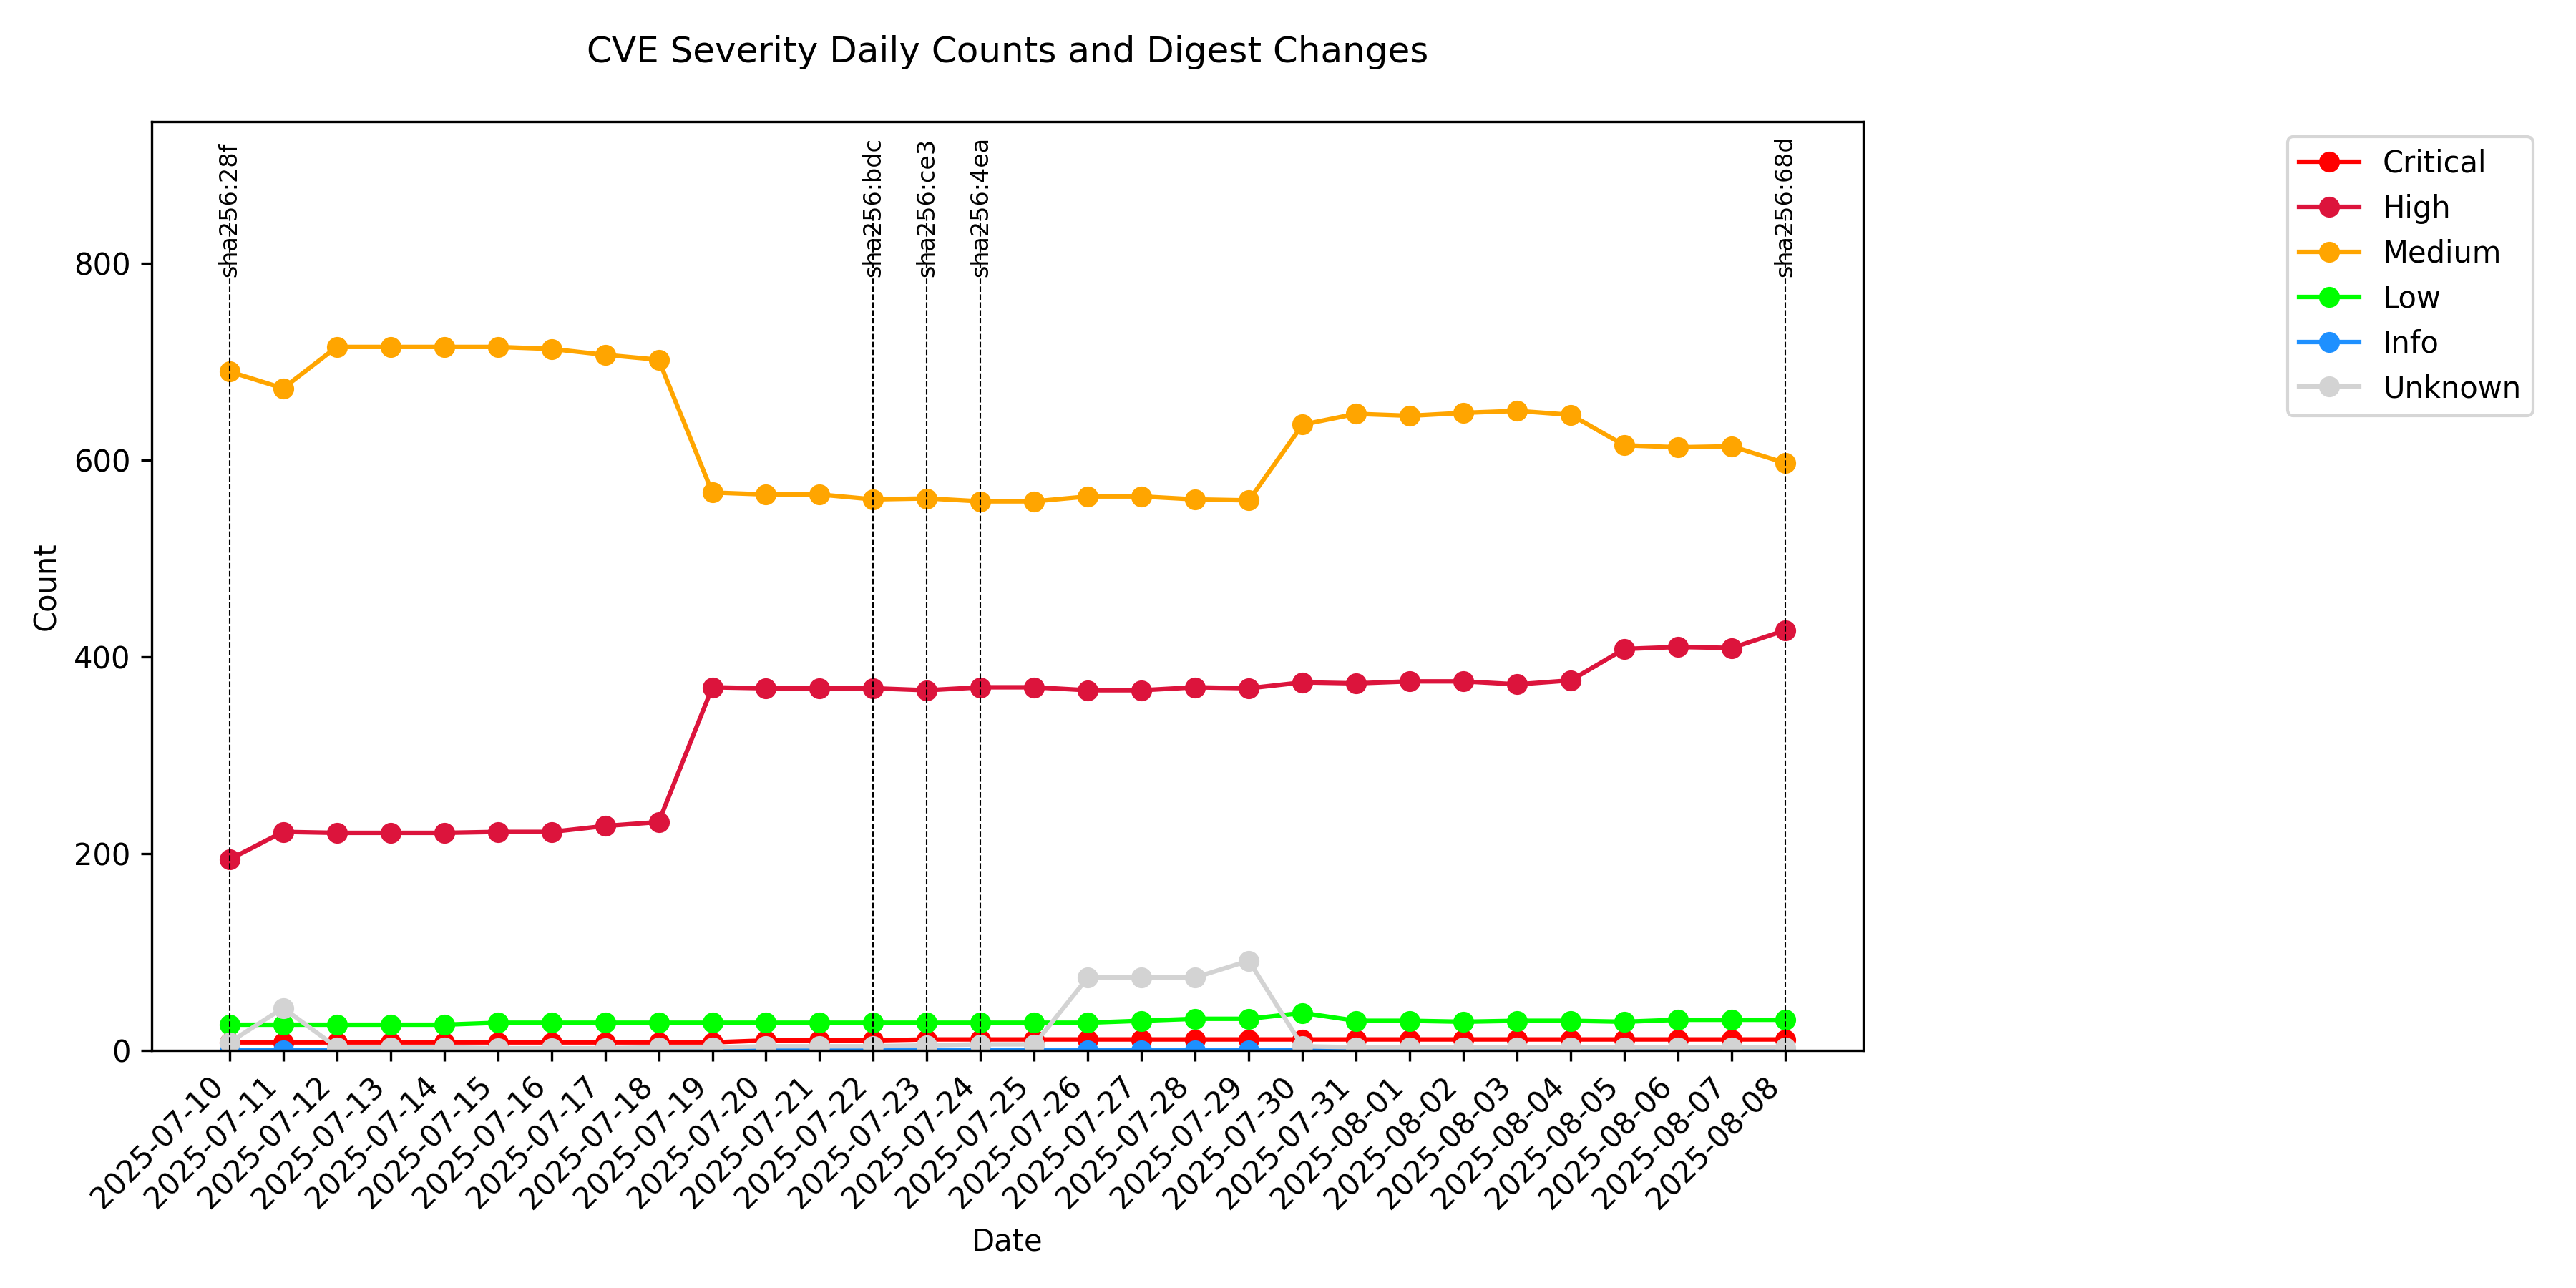 CVE Severity Daily Counts and Digest Changes
sha256:28f
sha256:bdc
sha256:ce3
sha256:4ea
sha256:68d
Critical
High
Medium
Low
Info
Unknown
Count
800
600
400
200
0
2025-07-10
2025-07-11
2025-07-12
2025-07-13
2025-07-14
2025-07-15
2025-07-16
2025-07-17
2025-07-18
2025-07-19
2025-07-20
2025-07-21
2025-07-22
2025-07-23
2025-07-24
2025-07-25
2025-07-26
2025-07-27
2025-07-28
2025-07-29
2025-07-30
2025-07-31
2025-08-01
2025-08-02
2025-08-03
2025-08-04
2025-08-05
2025-08-06
2025-08-07
2025-08-08
Date